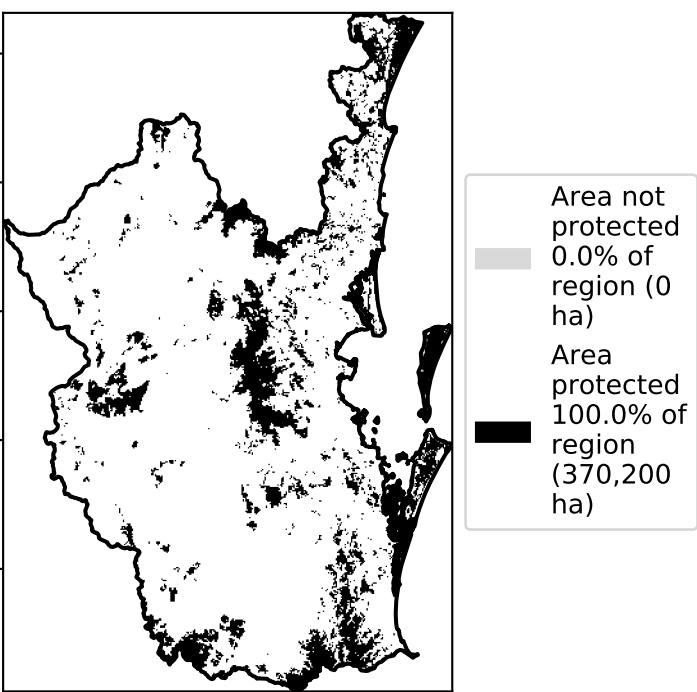 Area not
protected
0.0% of
region (0
ha)
Area
protected
100.0% of
region
(370,200
ha)